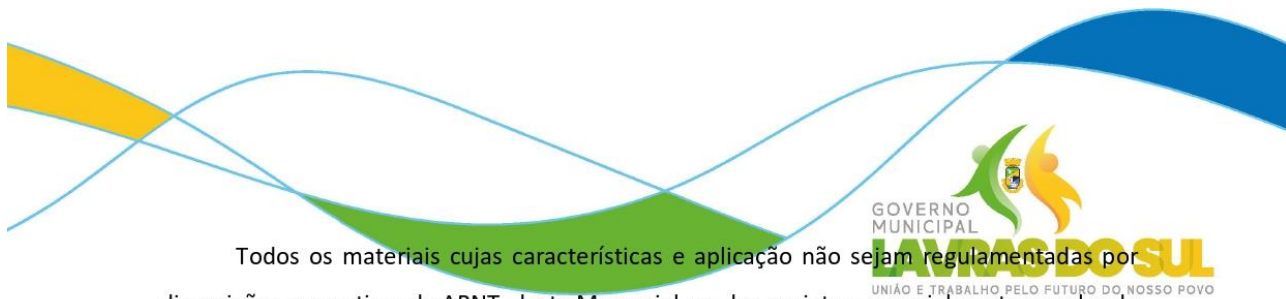 GOVERNO
MUNICIPAL
LAVRAS DO SUL
UNIÃO E TRABALHO PELO FUTURO DO NOSSO POVO
Todos os materiais cujas características e aplicação não sejam regulamentadas por